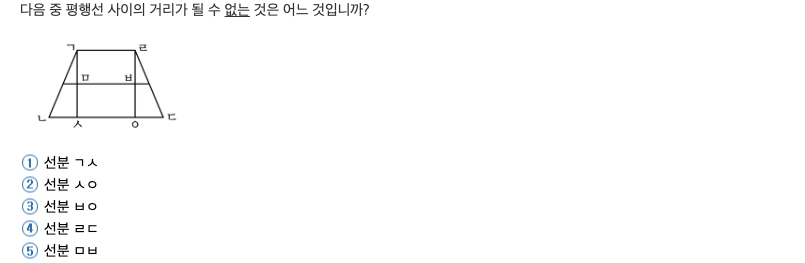 다음 중 평행선 사이의 거리가 될 수 없는 것은 어느 것입니까?
ㄱ ㄹ
ㅁ ㅂ
ㄴ ㄷ
ㅅ ㅇ
① 선분 ㄱㅅ
② 선분 ㅅㅇ
③ 선분 ㅂㅇ
④ 선분 ㄹㄷ
⑤ 선분 ㅁㅂ